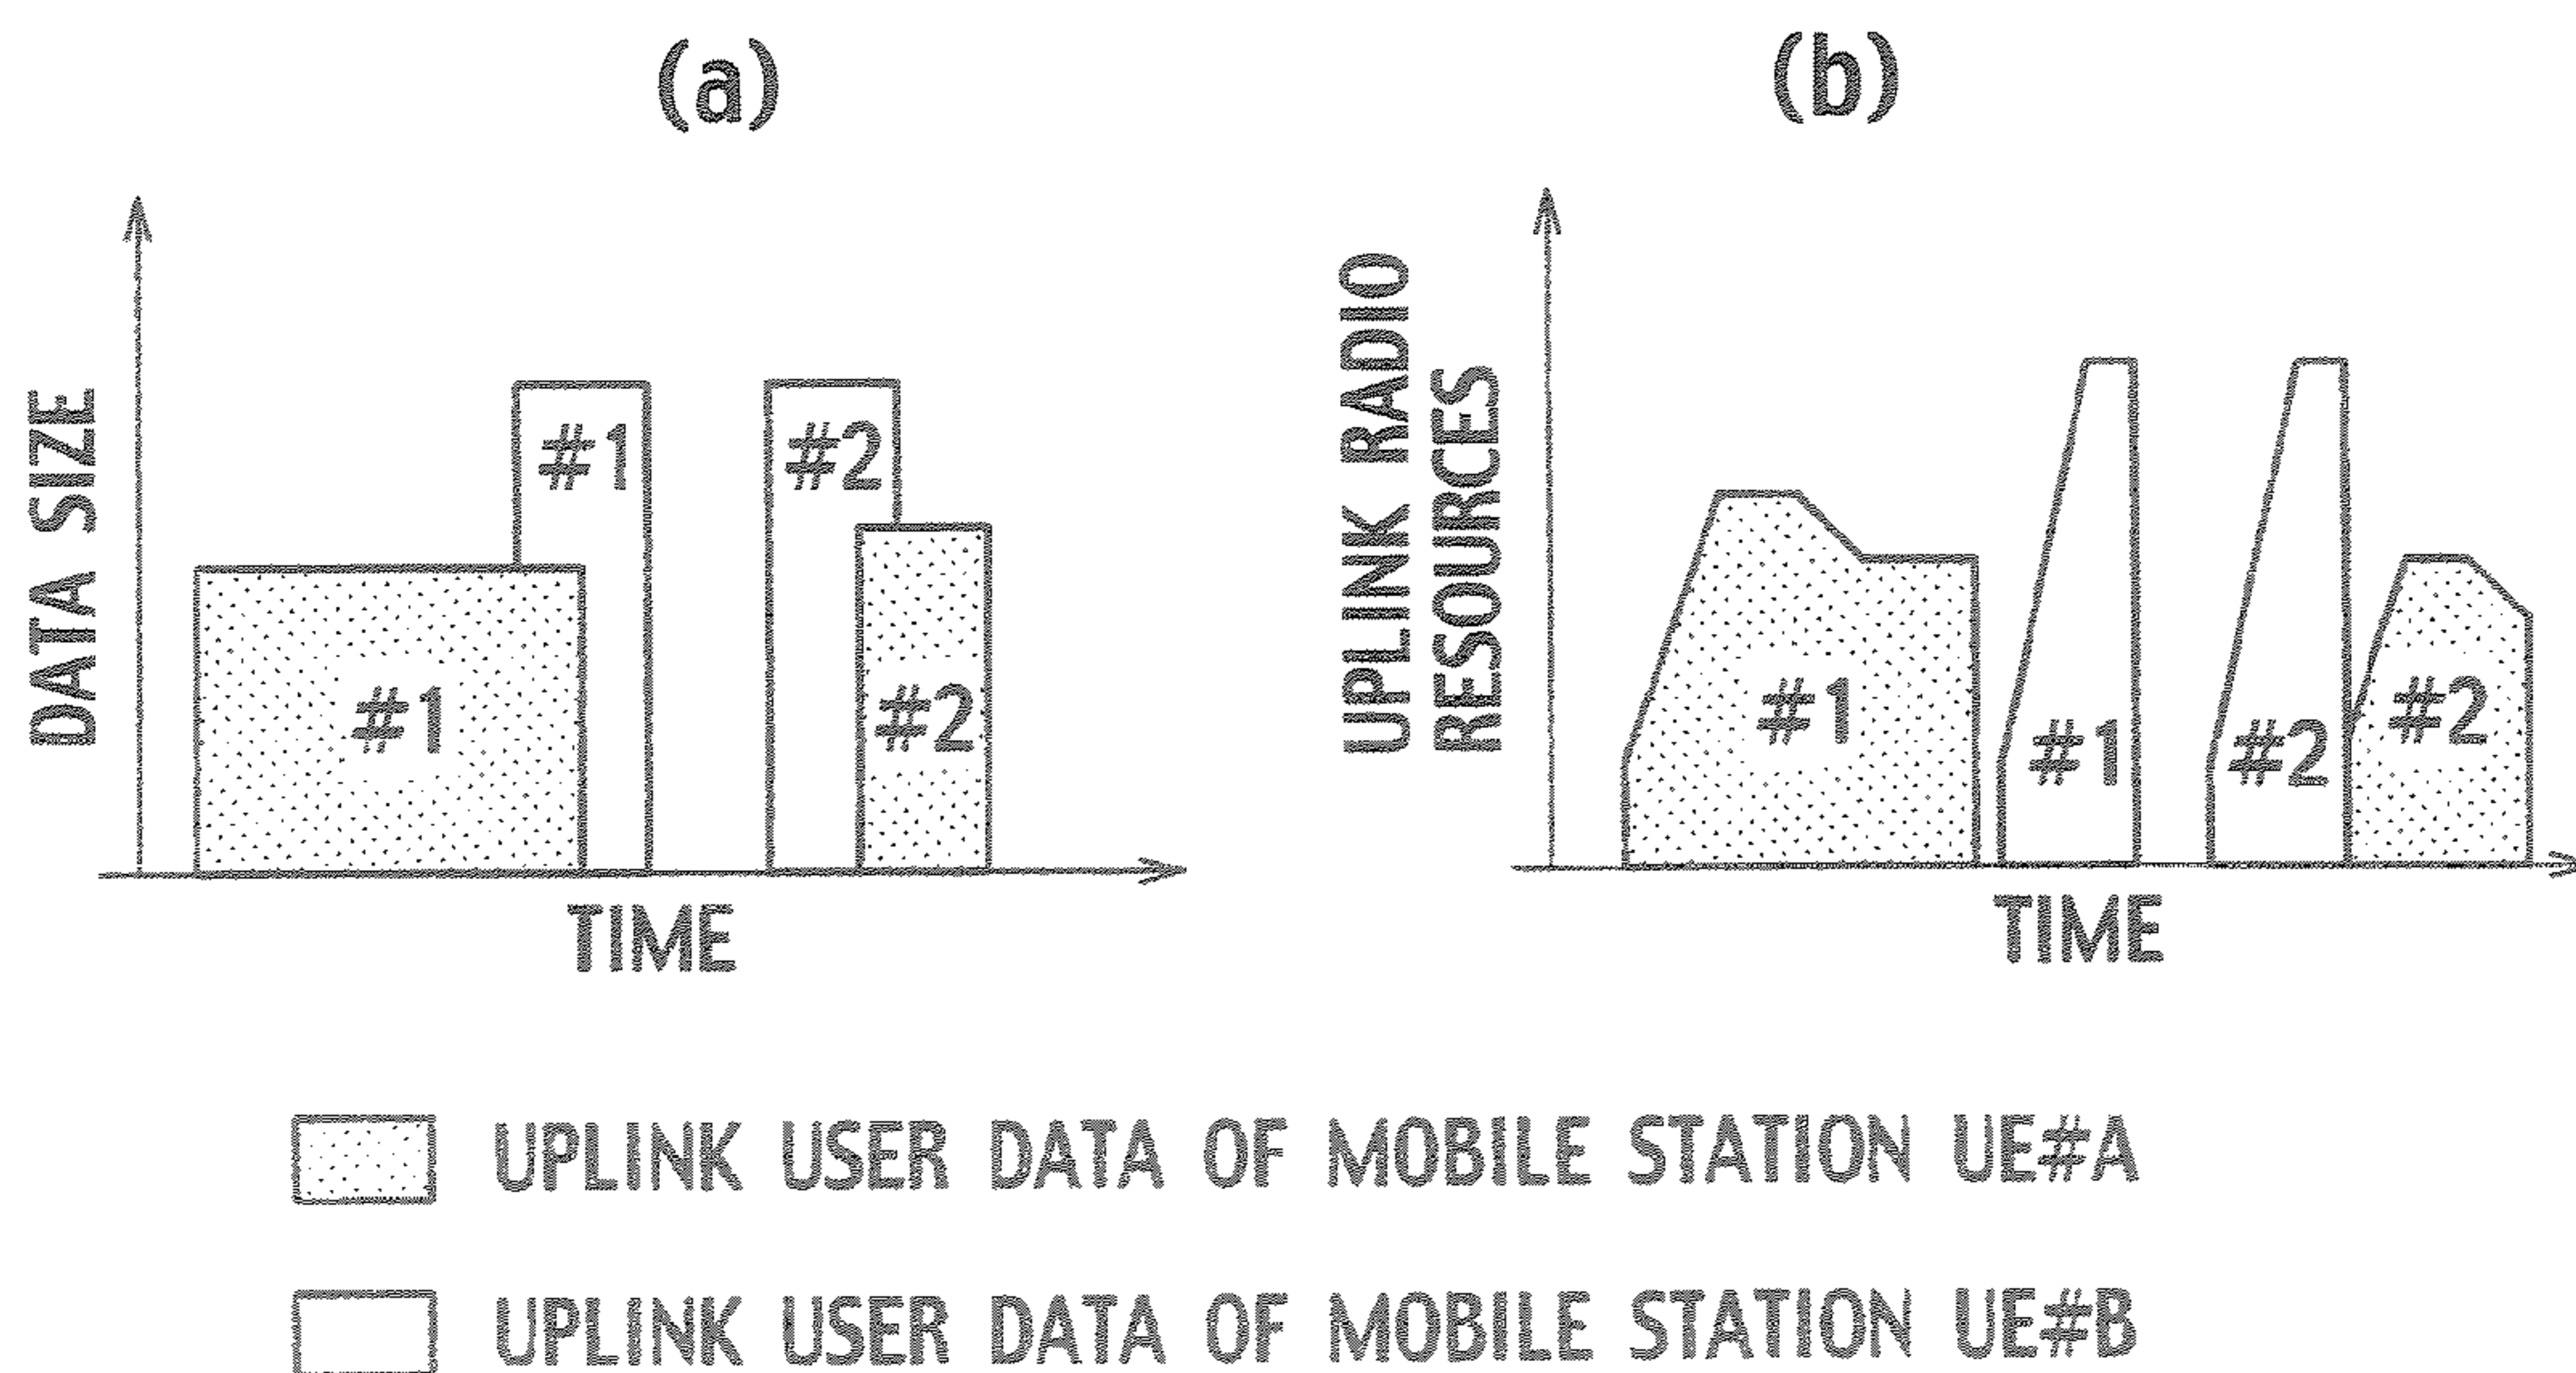 (a)
DATA SIZE
#1
#2
#1
#2
TIME
(b)
UPLINK RADIO
RESOURCES
#1
#1
#2
#2
TIME
UPLINK USER DATA OF MOBILE STATION UE#A
UPLINK USER DATA OF MOBILE STATION UE#B